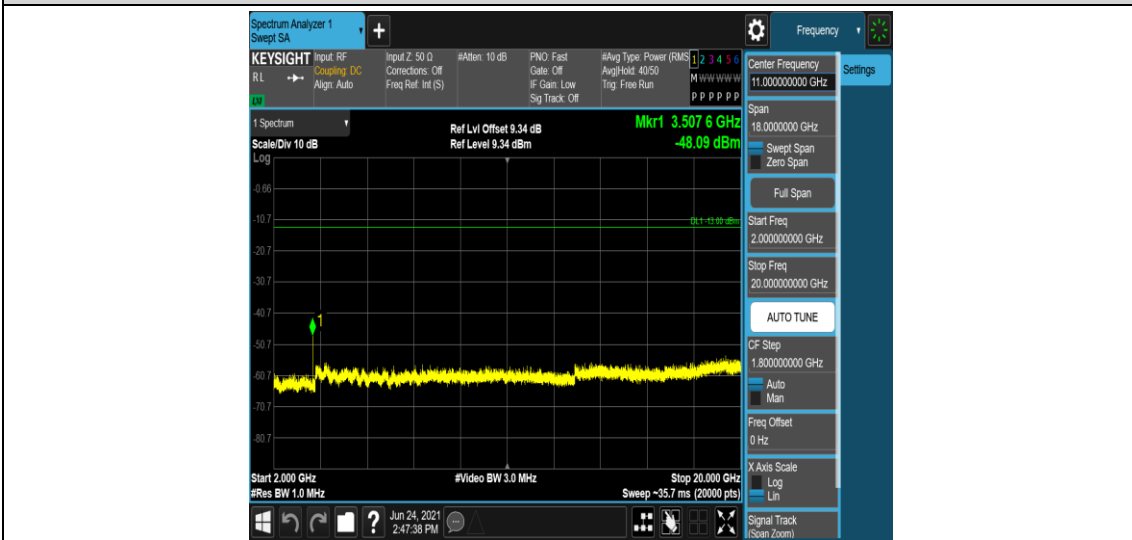 Spectrum Analyzer 1
Swept SA
Frequency
KEYSIGHT
RL
LXI
Input: RF
Coupling: DC
Align: Auto
Input Z: 50 Ω
Corrections: Off
Freq Ref: Int (S)
#Atten: 10 dB
PNO: Fast
Gate: Off
IF Gain: Low
Sig Track: Off
#Avg Type: Power (RMS
Avg|Hold: 40/50
Trig: Free Run
1 2 3 4 5 6
M W W W W W
P P P P P P
Center Frequency
11.000000000 GHz
Settings
Span
18.0000000 GHz
Swept Span
Zero Span
Full Span
Start Freq
2.000000000 GHz
Stop Freq
20.000000000 GHz
AUTO TUNE
CF Step
1.800000000 GHz
Auto
Man
Freq Offset
0 Hz
X Axis Scale
Log
Lin
Signal Track
(Span Zoom)
1 Spectrum
Scale/Div 10 dB
Log
Ref Lvl Offset 9.34 dB
Ref Level 9.34 dBm
Mkr1 3.507 6 GHz
-48.09 dBm
-0.66
-10.7
DL1 -13.00 dBm
-20.7
-30.7
-40.7
1
-50.7
-60.7
-70.7
-80.7
Start 2.000 GHz
#Video BW 3.0 MHz
Stop 20.000 GHz
#Res BW 1.0 MHz
Sweep ~35.7 ms (20000 pts)
?
Jun 24, 2021
2:47:38 PM